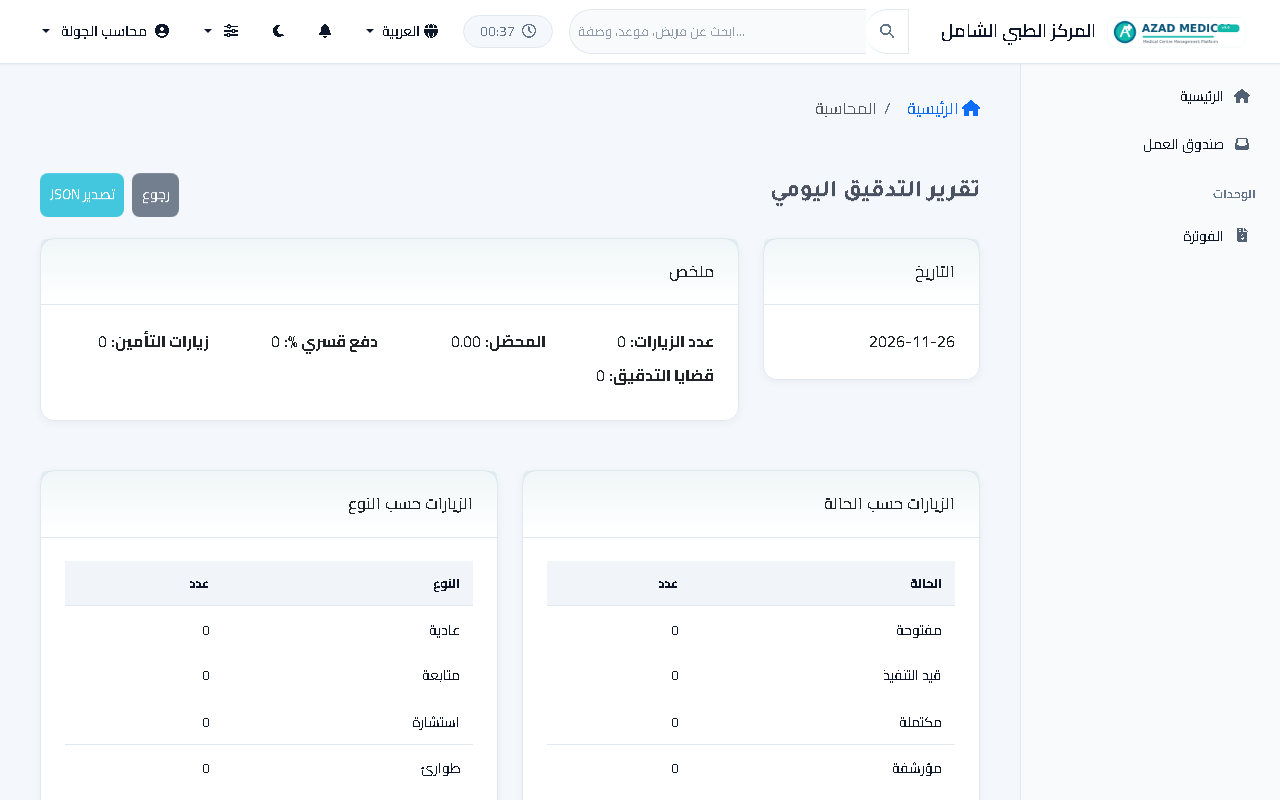 AZAD MEDIC
Medical Centre Management Platform
المركز الطبي الشامل
ابحث عن مريض، موعد، وصفة...
00:37
العربية
محاسب الجولة
الرئيسية
صندوق العمل
الوحدات
الفوترة
الرئيسية / المحاسبة
تقرير التدقيق اليومي
رجوع
تصدير JSON
التاريخ
2026-11-26
ملخص
عدد الزيارات: 0
المحصّل: 0.00
دفع قسري %: 0
زيارات التأمين: 0
قضايا التدقيق: 0
الزيارات حسب الحالة
الحالة عدد
مفتوحة 0
قيد التنفيذ 0
مكتملة 0
مؤرشفة 0
الزيارات حسب النوع
النوع عدد
عادية 0
متابعة 0
استشارة 0
طوارئ 0